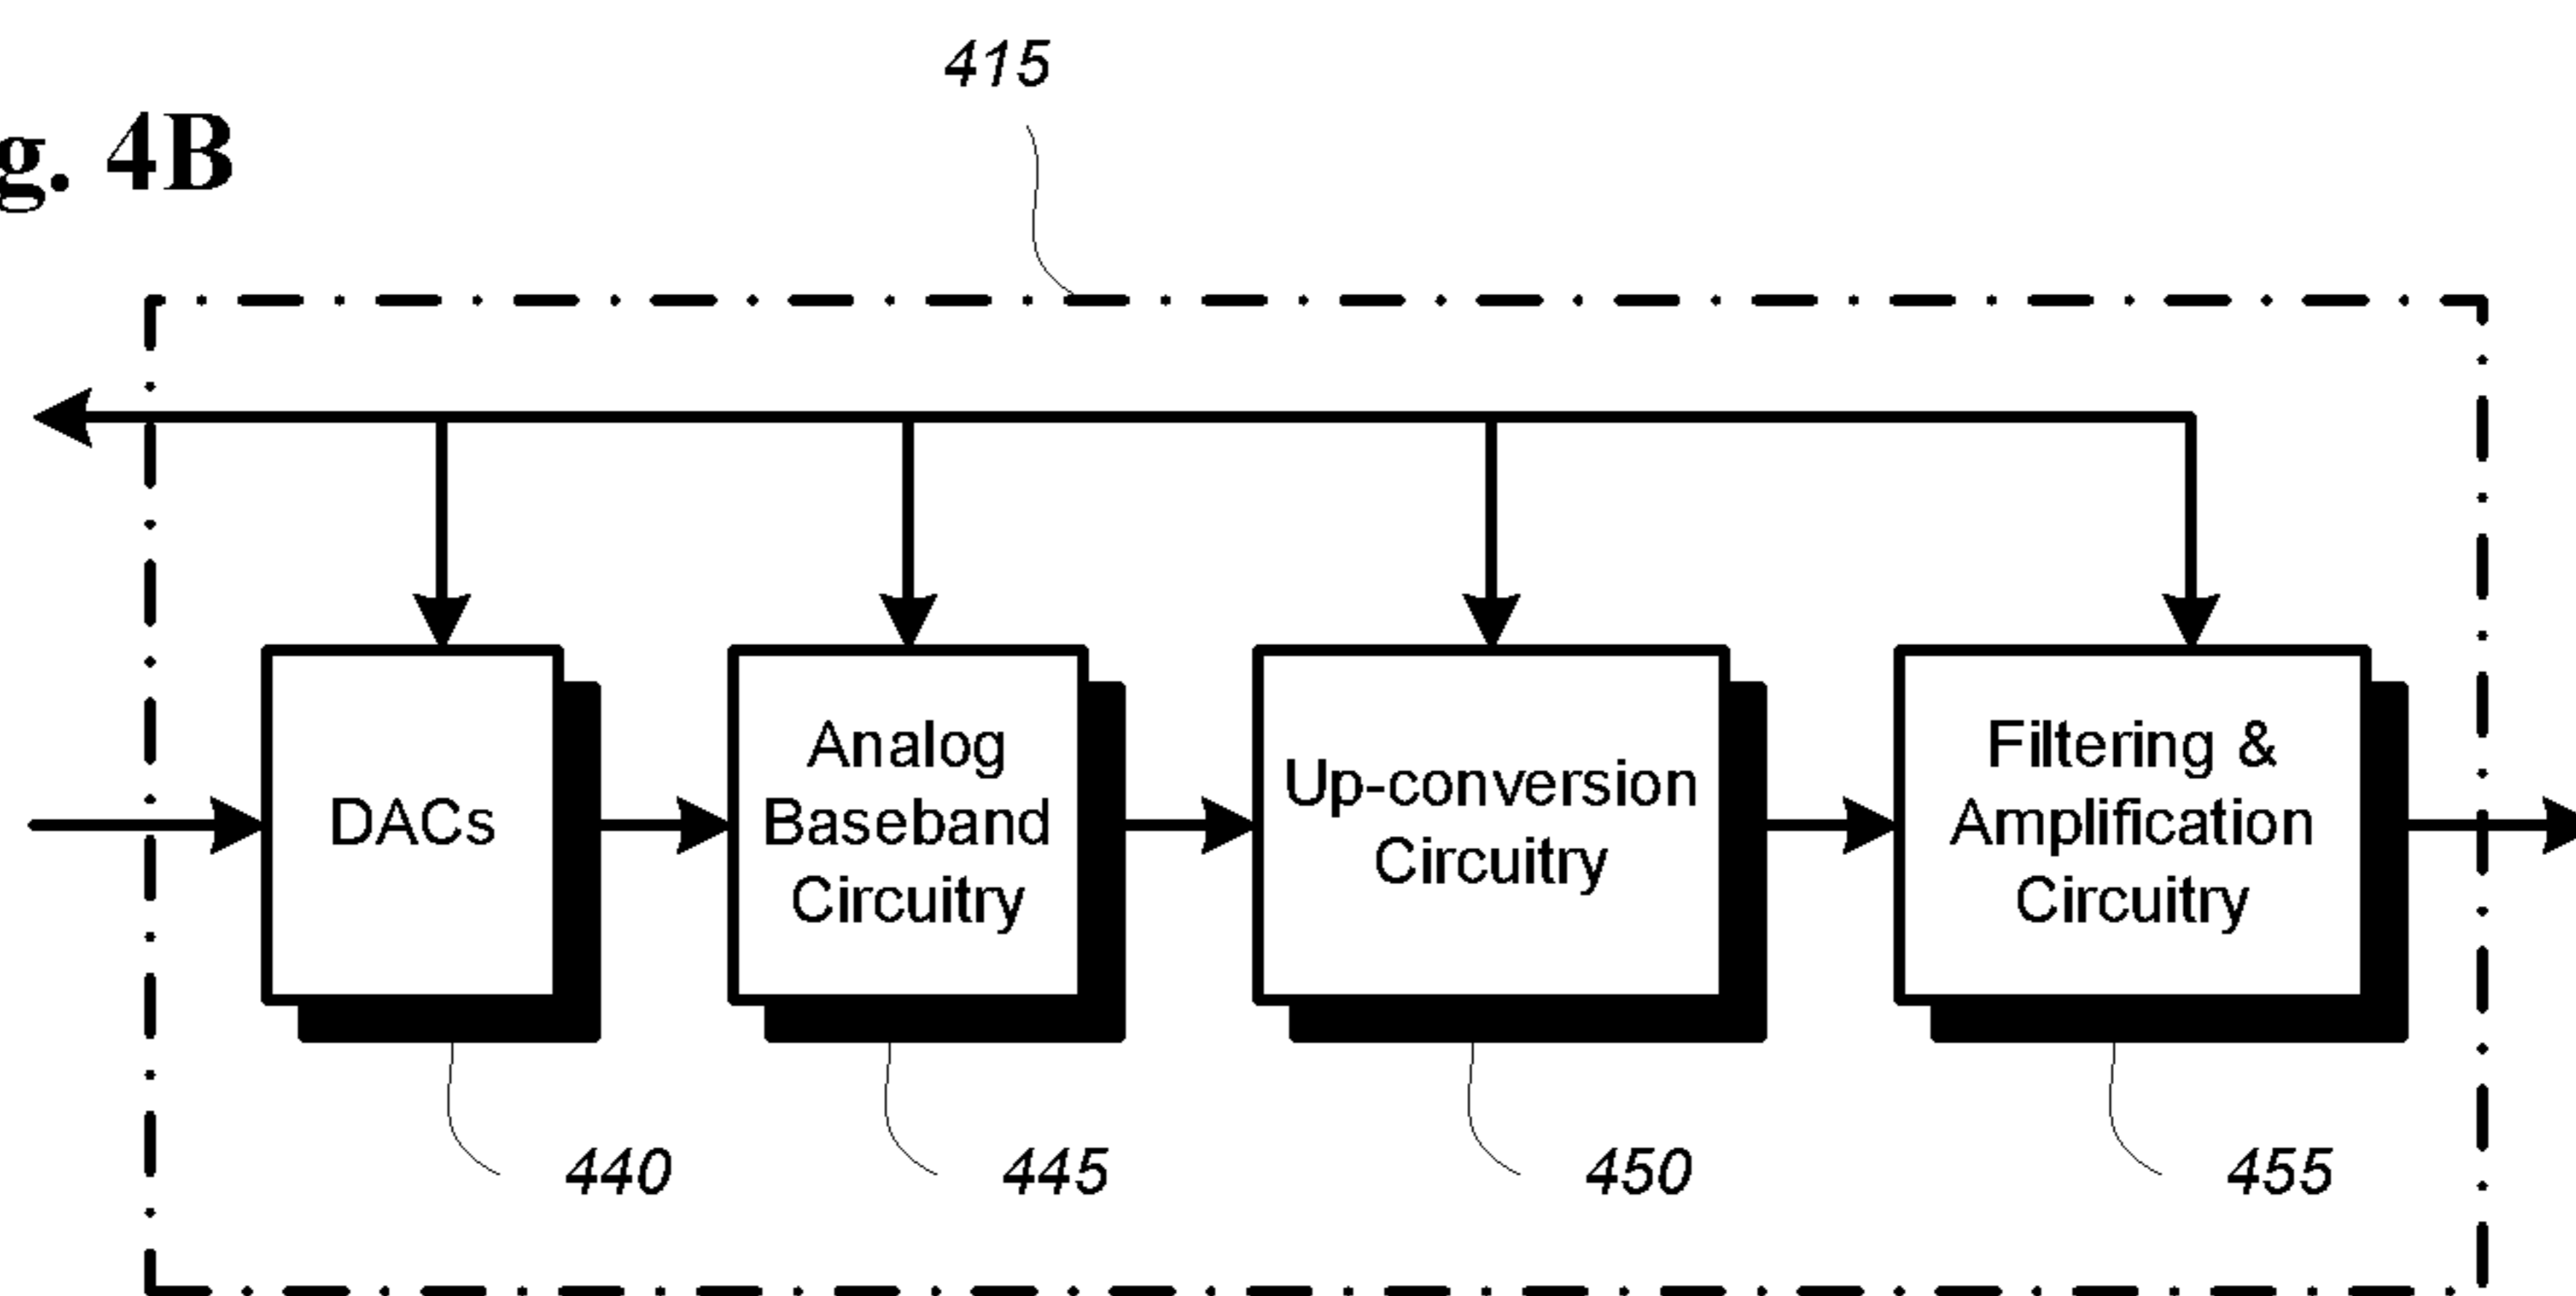 415
g. 4B
DACs
Analog
Baseband
Circuitry
Up-conversion
Circuitry
Filtering &
Amplification
Circuitry
440
445
450
455